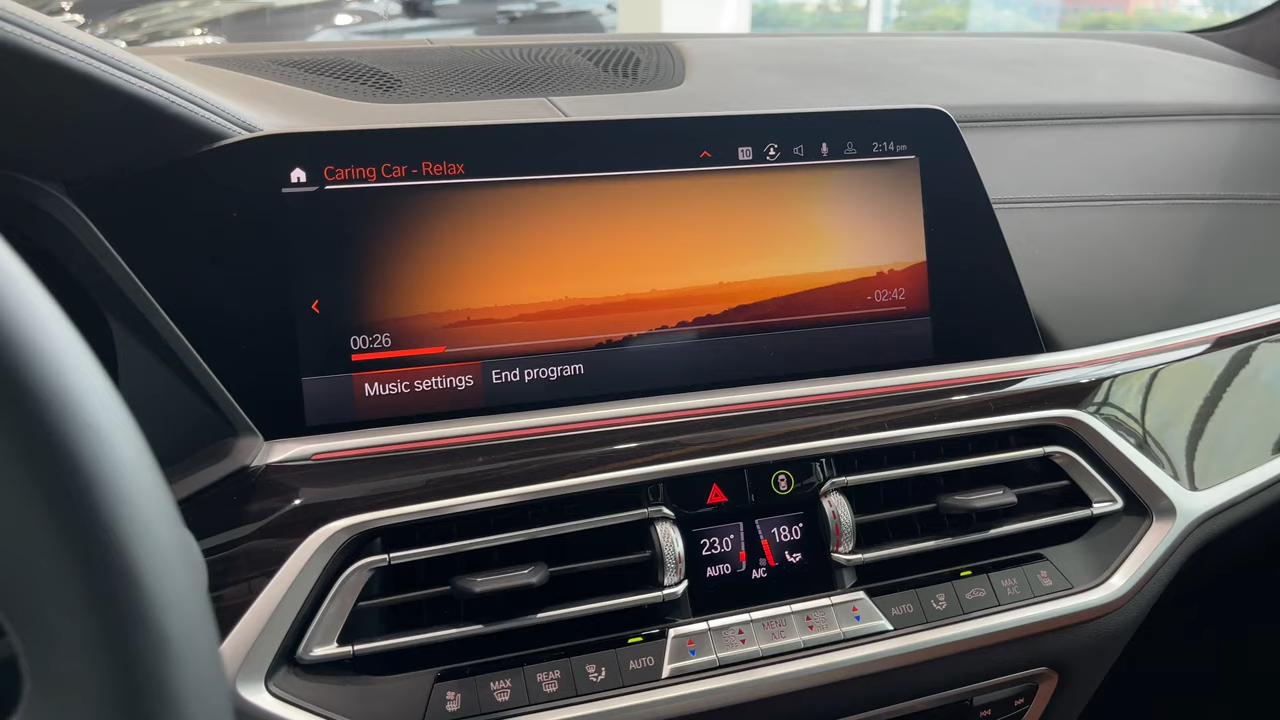 Caring Car - Relax
10
2:14 pm
- 02:42
00:26
Music settings
End program
23.0°
18.0°
AUTO
A/C
MAX
REAR
AUTO
MENU
A/C
AUTO
MAX
A/C